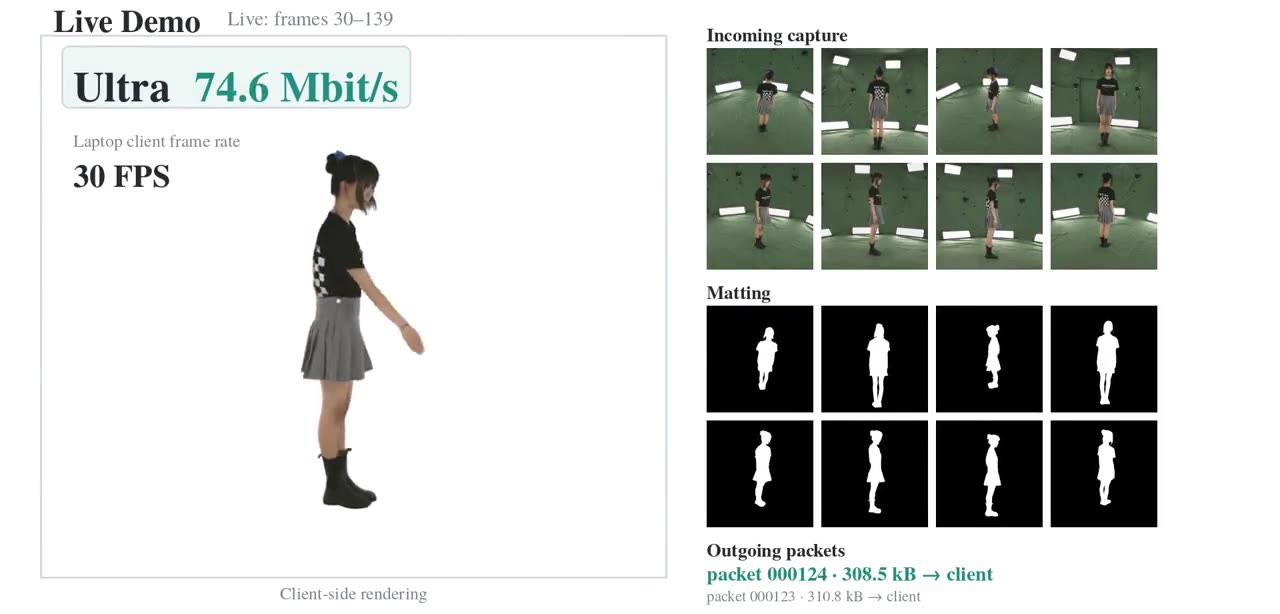 Live Demo Live: frames 30–139
Ultra 74.6 Mbit/s
Laptop client frame rate
30 FPS
Client-side rendering
Incoming capture
Matting
Outgoing packets
packet 000124 · 308.5 kB → client
packet 000123 · 310.8 kB → client